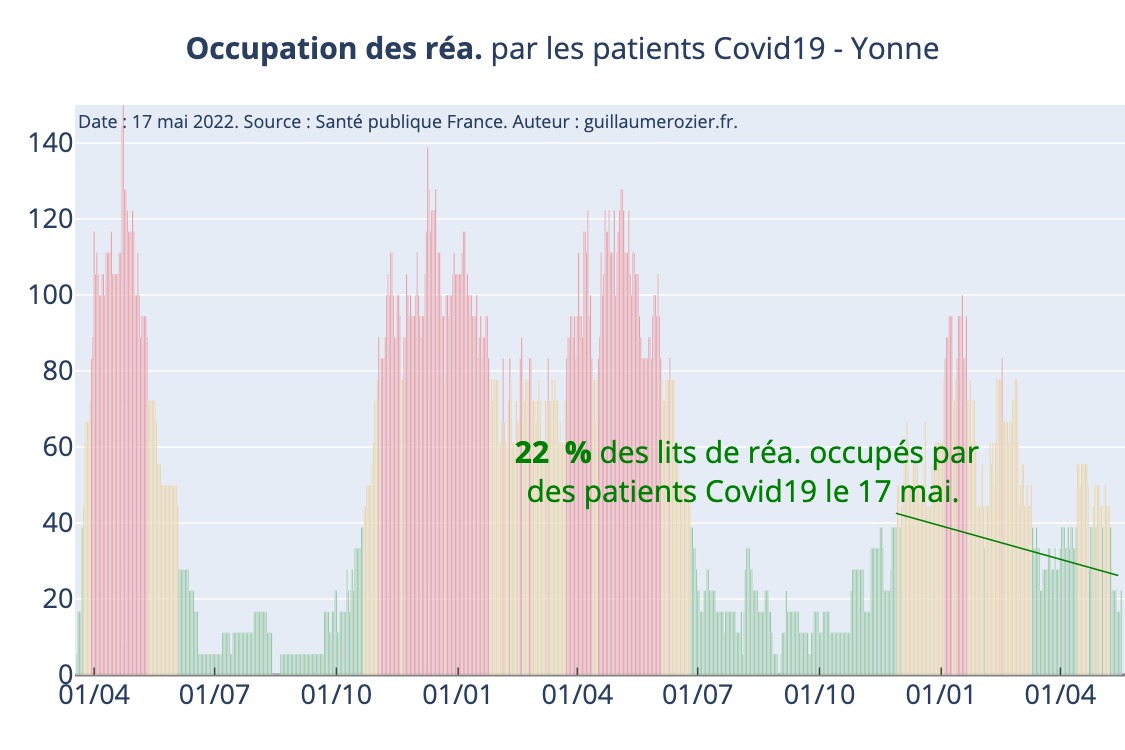 Occupation des réa. par les patients Covid19 - Yonne
Date : 17 mai 2022. Source : Santé publique France. Auteur : guillaumerozier.fr.
140
120
100
80
60
40
20
0
22 % des lits de réa. occupés par
des patients Covid19 le 17 mai.
01/04 01/07 01/10 01/01 01/04 01/07 01/10 01/01 01/04